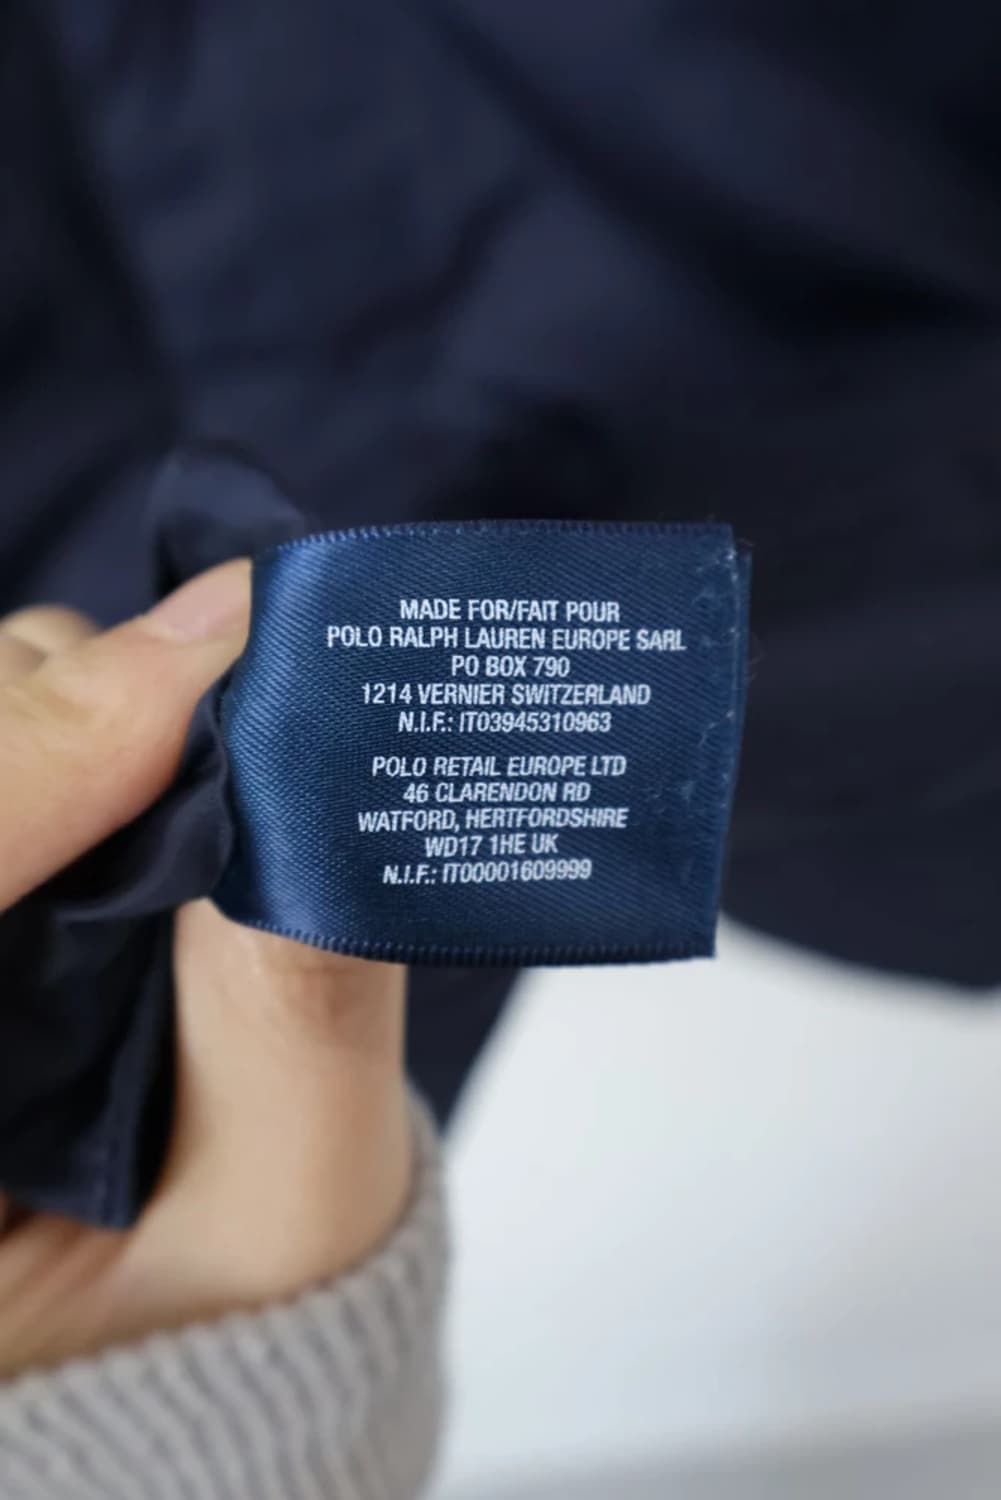 MADE FOR/FAIT POUR
POLO RALPH LAUREN EUROPE SARL
PO BOX 790
1214 VERNIER SWITZERLAND
N.I.F.: IT03945310963
POLO RETAIL EUROPE LTD
46 CLARENDON RD
WATFORD, HERTFORDSHIRE
WD17 1HE UK
N.I.F.: IT00001609999